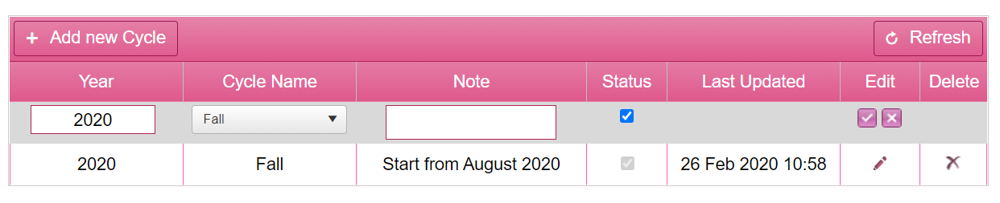 Add new Cycle Refresh
Year Cycle Name Note Status Last Updated Edit Delete
2020 Fall
2020 Fall Start from August 2020 26 Feb 2020 10:58